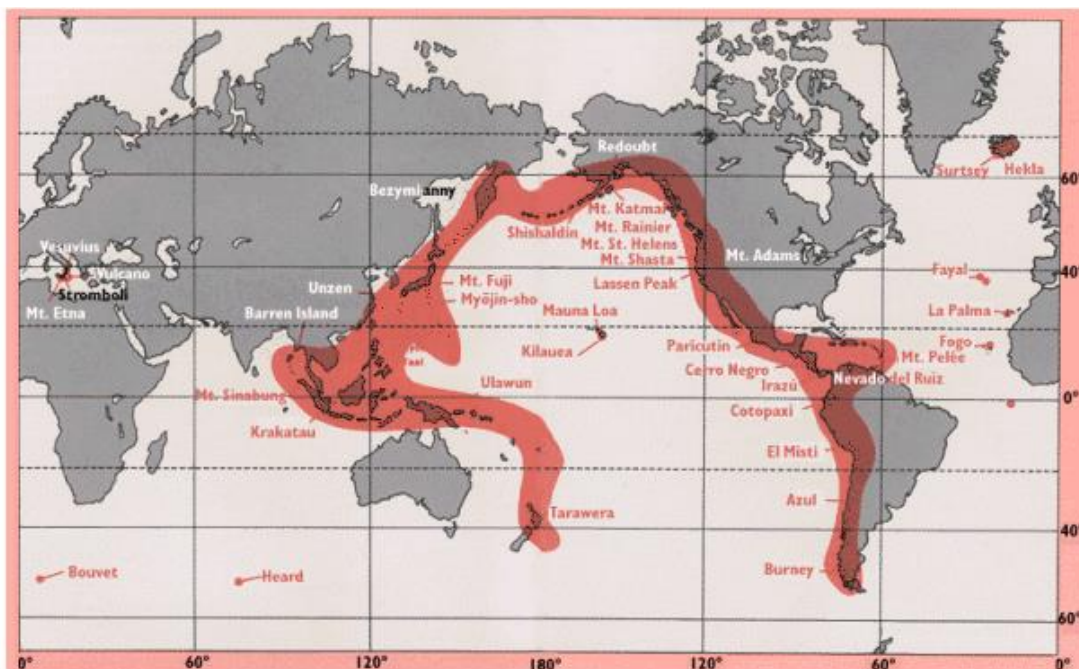 Redoubt
Surtsey Hekla
60°
Bezymianny
Mt. Katmai
Shishaldin
Mt. Rainier
Mt. St. Helens
Mt. Shasta
Mt. Adams
Vesuvius
Vulcano
Stromboli
Mt. Etna
40°
Fayal
Unzen
Mt. Fuji
Lassen Peak
Myōjin-sho
Barren Island
Mauna Loa
La Palma
20°
Kilauea
Paricutin
Fogo
Taal
Mt. Pelée
Cerro Negro
Mt. Sinabung
Ulawun
Irazú
Nevado del Ruiz
0°
Cotopaxi
Krakatau
El Misti
20°
Azul
Tarawera
40°
Bouvet
Heard
Burney
60°
0° 60° 120° 180° 120° 60° 0°